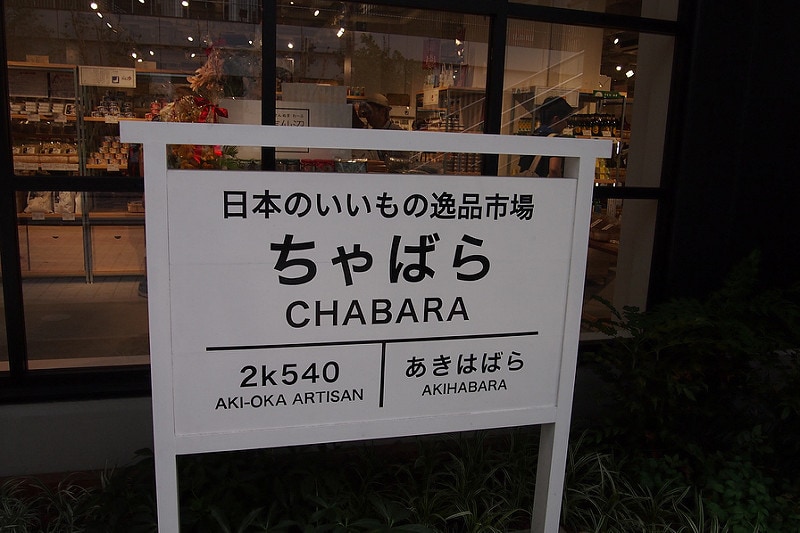 日本のいいもの逸品市場
ちゃばら
CHABARA
2k540
AKI-OKA ARTISAN
あきはばら
AKIHABARA